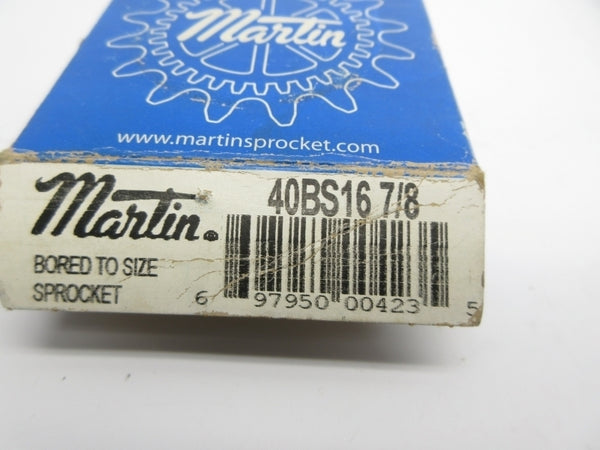 Martin
www.martinsprocket.com
Martin
40BS16 7/8
BORED TO SIZE
SPROCKET
6 97950 00423 5